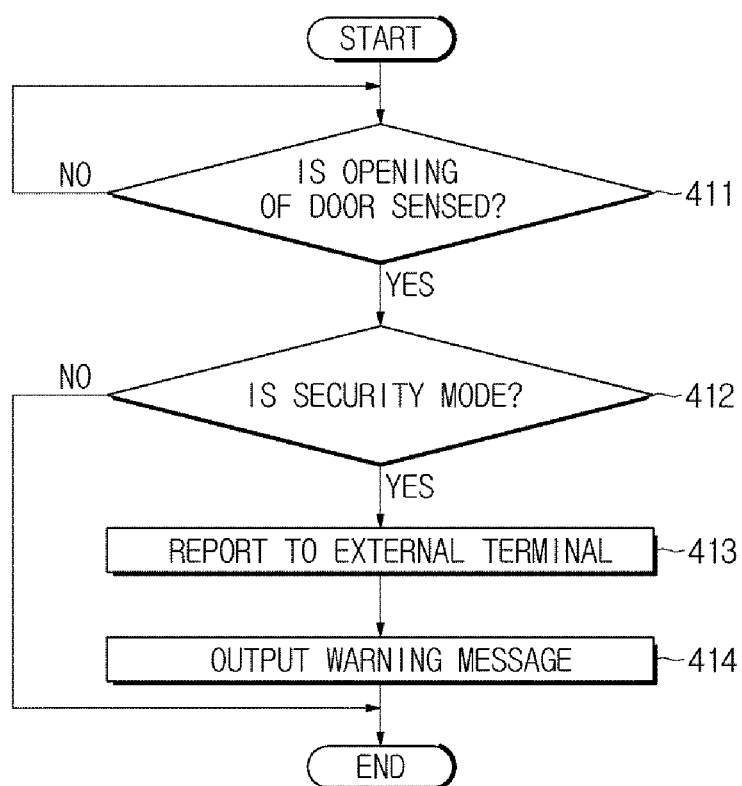 START
NO
IS OPENING
OF DOOR SENSED?
411
YES
NO
IS SECURITY MODE?
412
YES
REPORT TO EXTERNAL TERMINAL
413
OUTPUT WARNING MESSAGE
414
END